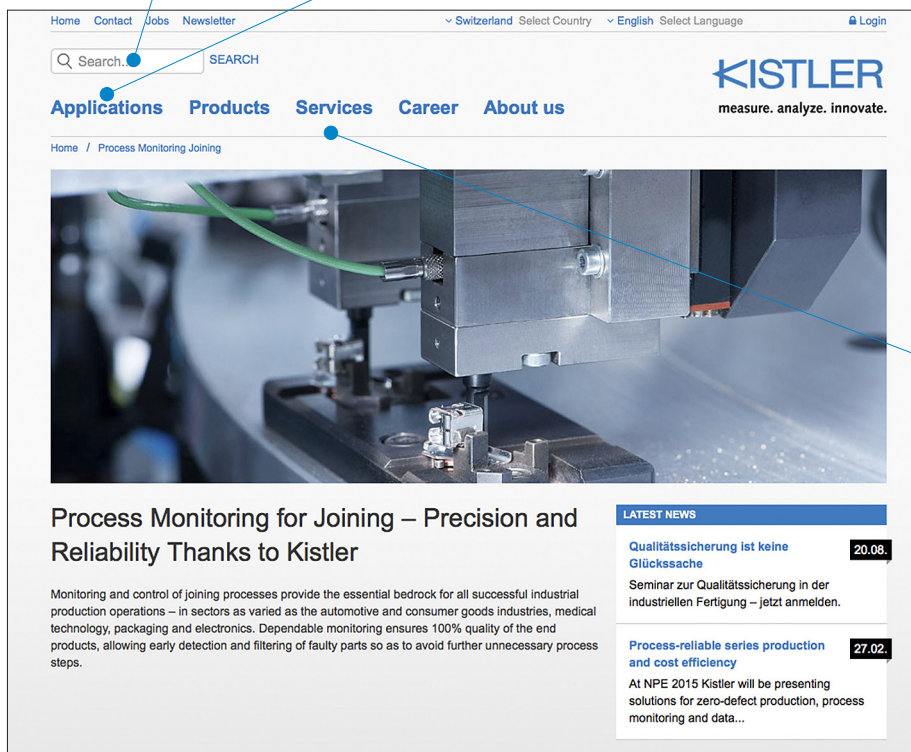 Home Contact Jobs Newsletter Switzerland Select Country English Select Language Login
Search... SEARCH
KISTLER
measure. analyze. innovate.
Applications Products Services Career About us
Home / Process Monitoring Joining
Process Monitoring for Joining – Precision and
Reliability Thanks to Kistler
Monitoring and control of joining processes provide the essential bedrock for all successful industrial
production operations – in sectors as varied as the automotive and consumer goods industries, medical
technology, packaging and electronics. Dependable monitoring ensures 100% quality of the end
products, allowing early detection and filtering of faulty parts so as to avoid further unnecessary process
steps.
LATEST NEWS
Qualitätssicherung ist keine
Glückssache
20.08.
Seminar zur Qualitätssicherung in der
industriellen Fertigung – jetzt anmelden.
Process-reliable series production
and cost efficiency
27.02.
At NPE 2015 Kistler will be presenting
solutions for zero-defect production, process
monitoring and data...